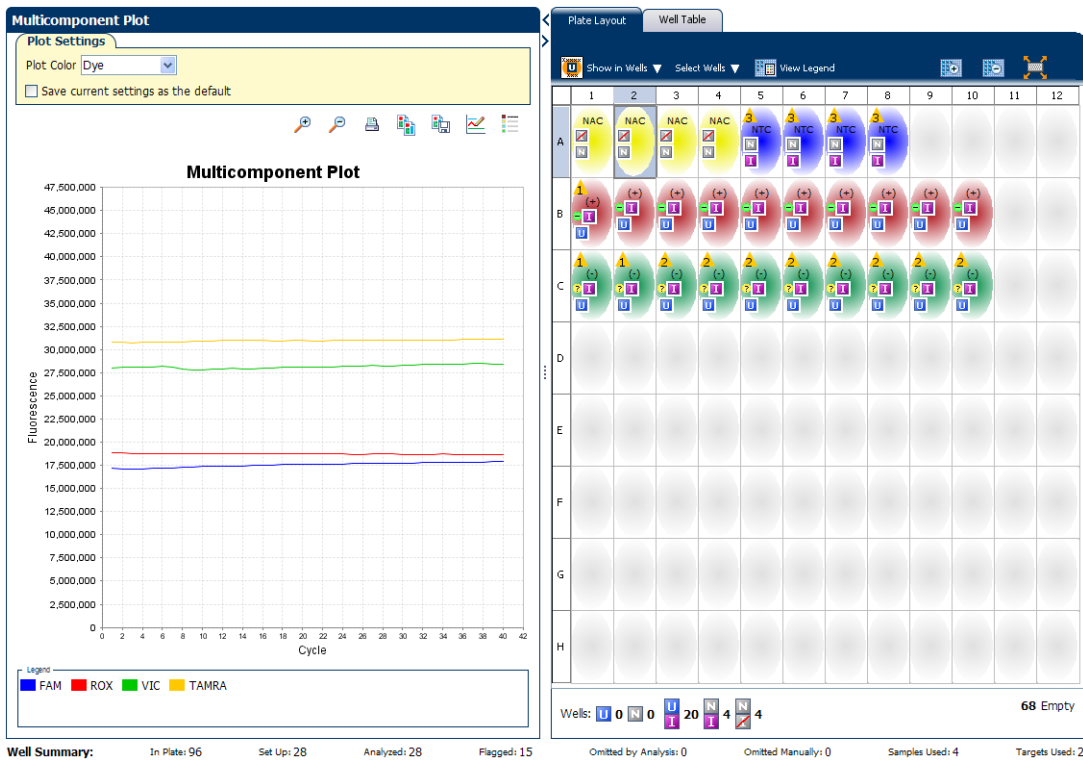 Multicomponent Plot
Plot Settings
Plot Color Dye
Save current settings as the default
Multicomponent Plot
47,500,000
45,000,000
42,500,000
40,000,000
37,500,000
35,000,000
32,500,000
30,000,000
27,500,000
25,000,000
22,500,000
20,000,000
17,500,000
15,000,000
12,500,000
10,000,000
7,500,000
5,000,000
2,500,000
0
Fluorescence
0 2 4 6 8 10 12 14 16 18 20 22 24 26 28 30 32 34 36 38 40 42
Cycle
Legend
FAM ROX VIC TAMRA
Plate Layout Well Table
U Show in Wells ▼ Select Wells ▼ View Legend
1 2 3 4 5 6 7 8 9 10 11 12
3 3 3 3
A NAC NAC NAC NAC NTC NTC NTC NTC
N N N N N N N N
I I I I
1
B (+) (+) (+) (+) (+) (+) (+) (+) (+) (+)
- I - I - I - I - I - I - I - I - I - I
U U U U U U U U U U
1 1 2 2 2 2 2 2 2 2
C (-) (-) (-) (-) (-) (-) (-) (-) (-) (-)
? I ? I ? I ? I ? I ? I ? I ? I ? I ? I
U U U U U U U U U U
D
E
F
G
H
Wells: U 0 N 0 U I 20 N I 4 N I 4 68 Empty
Well Summary: In Plate: 96 Set Up: 28 Analyzed: 28 Flagged: 15 Omitted by Analysis: 0 Omitted Manually: 0 Samples Used: 4 Targets Used: 2